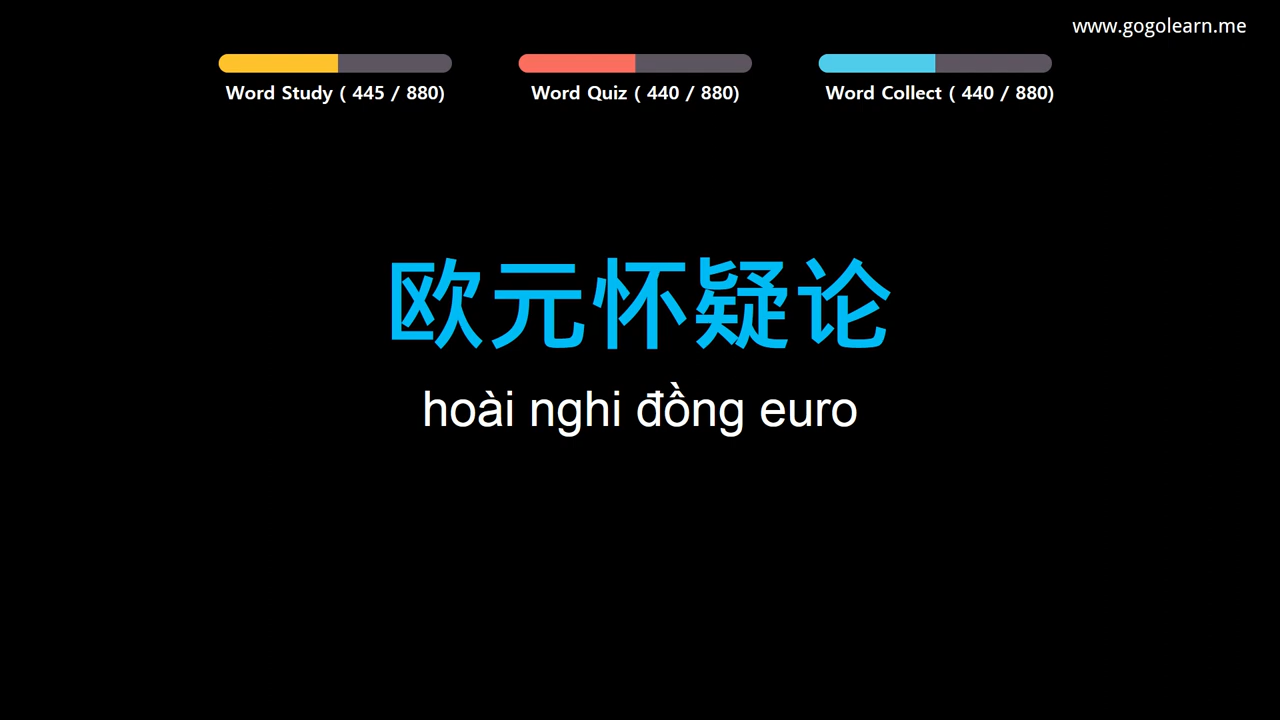 www.gogolearn.me
Word Study ( 445 / 880)
Word Quiz ( 440 / 880)
Word Collect ( 440 / 880)
欧元怀疑论
hoài nghi đồng euro